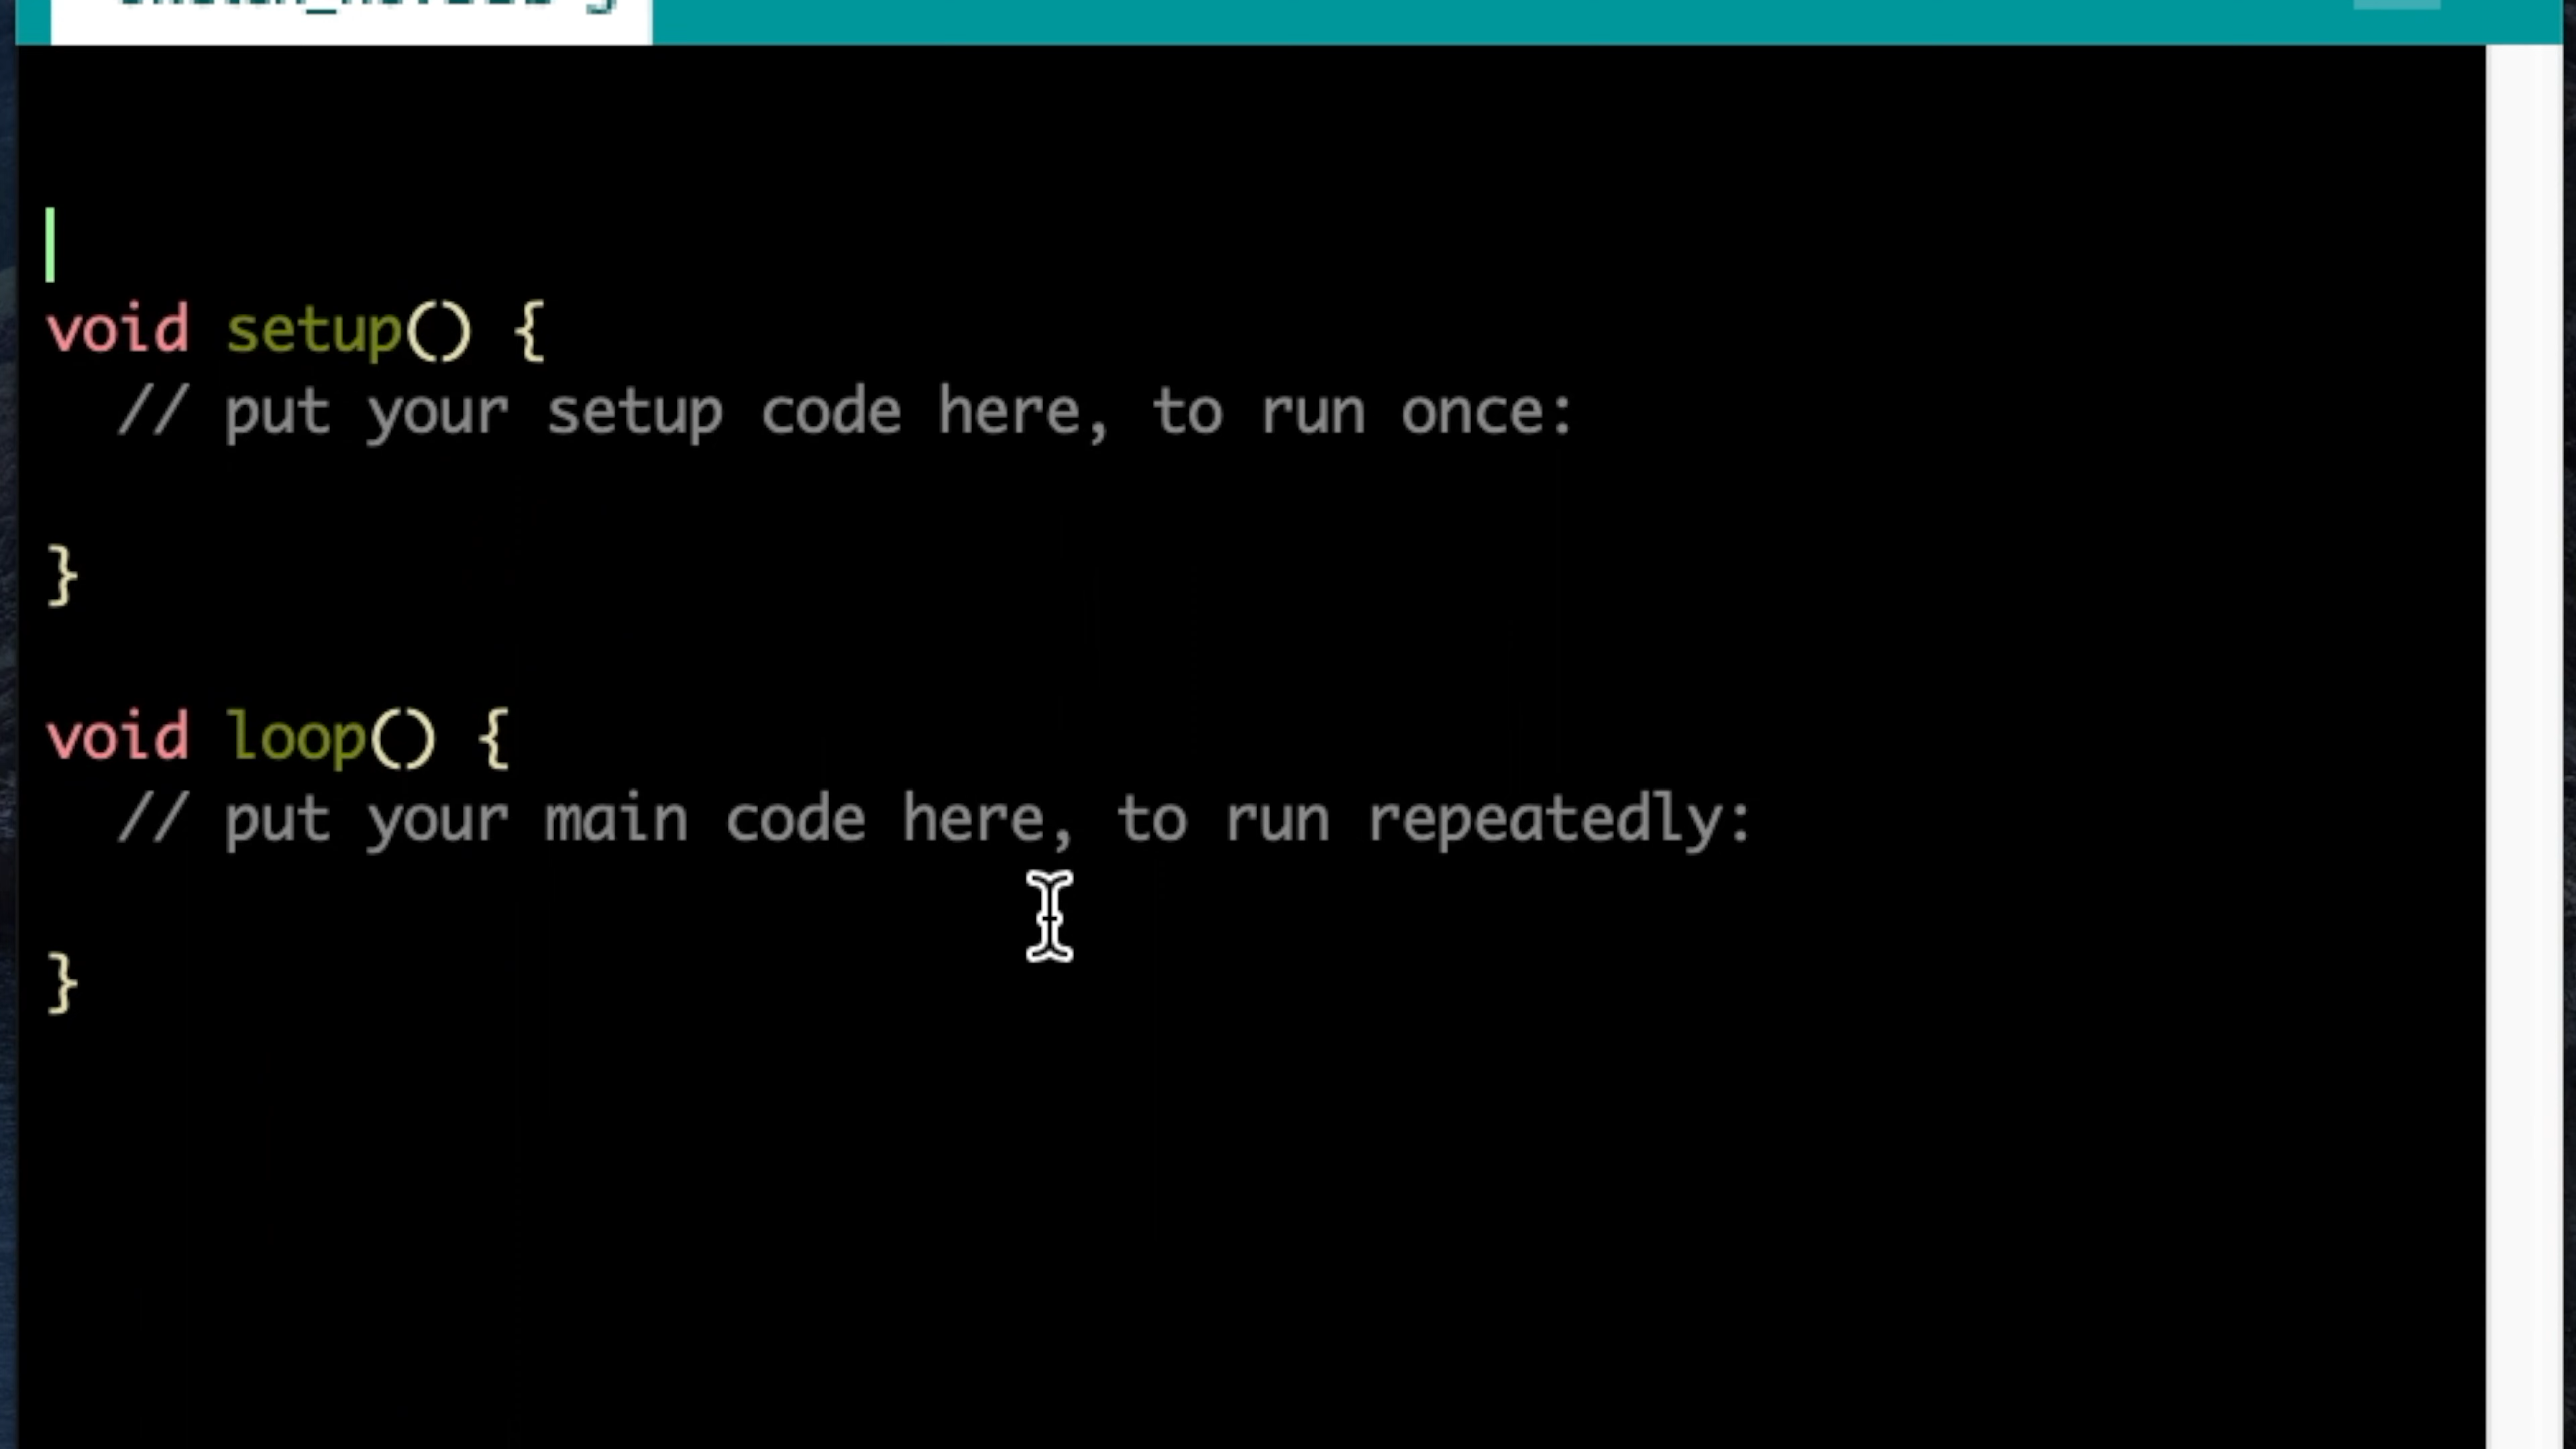 void setup() {
// put your setup code here, to run once:
}
void loop() {
// put your main code here, to run repeatedly:
}